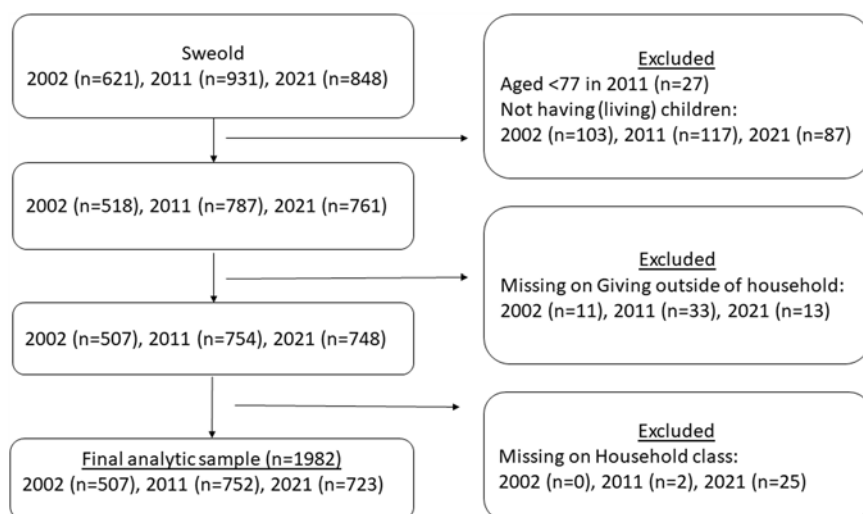 Sweold
2002 (n=621), 2011 (n=931), 2021 (n=848)
Excluded
Aged <77 in 2011 (n=27)
Not having (living) children:
2002 (n=103), 2011 (n=117), 2021 (n=87)
2002 (n=518), 2011 (n=787), 2021 (n=761)
Excluded
Missing on Giving outside of household:
2002 (n=11), 2011 (n=33), 2021 (n=13)
2002 (n=507), 2011 (n=754), 2021 (n=748)
Excluded
Missing on Household class:
2002 (n=0), 2011 (n=2), 2021 (n=25)
Final analytic sample (n=1982)
2002 (n=507), 2011 (n=752), 2021 (n=723)